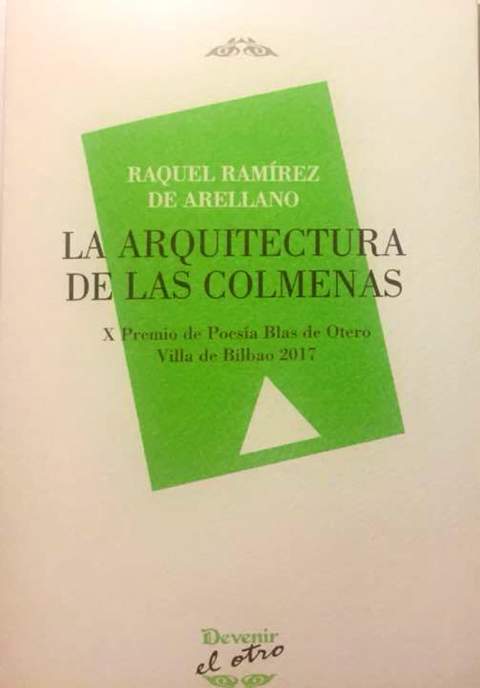 RAQUEL RAMÍREZ
DE ARELLANO
LA ARQUITECTURA
DE LAS COLMENAS
X Premio de Poesía Blas de Otero
Villa de Bilbao 2017
Devenir
el otro